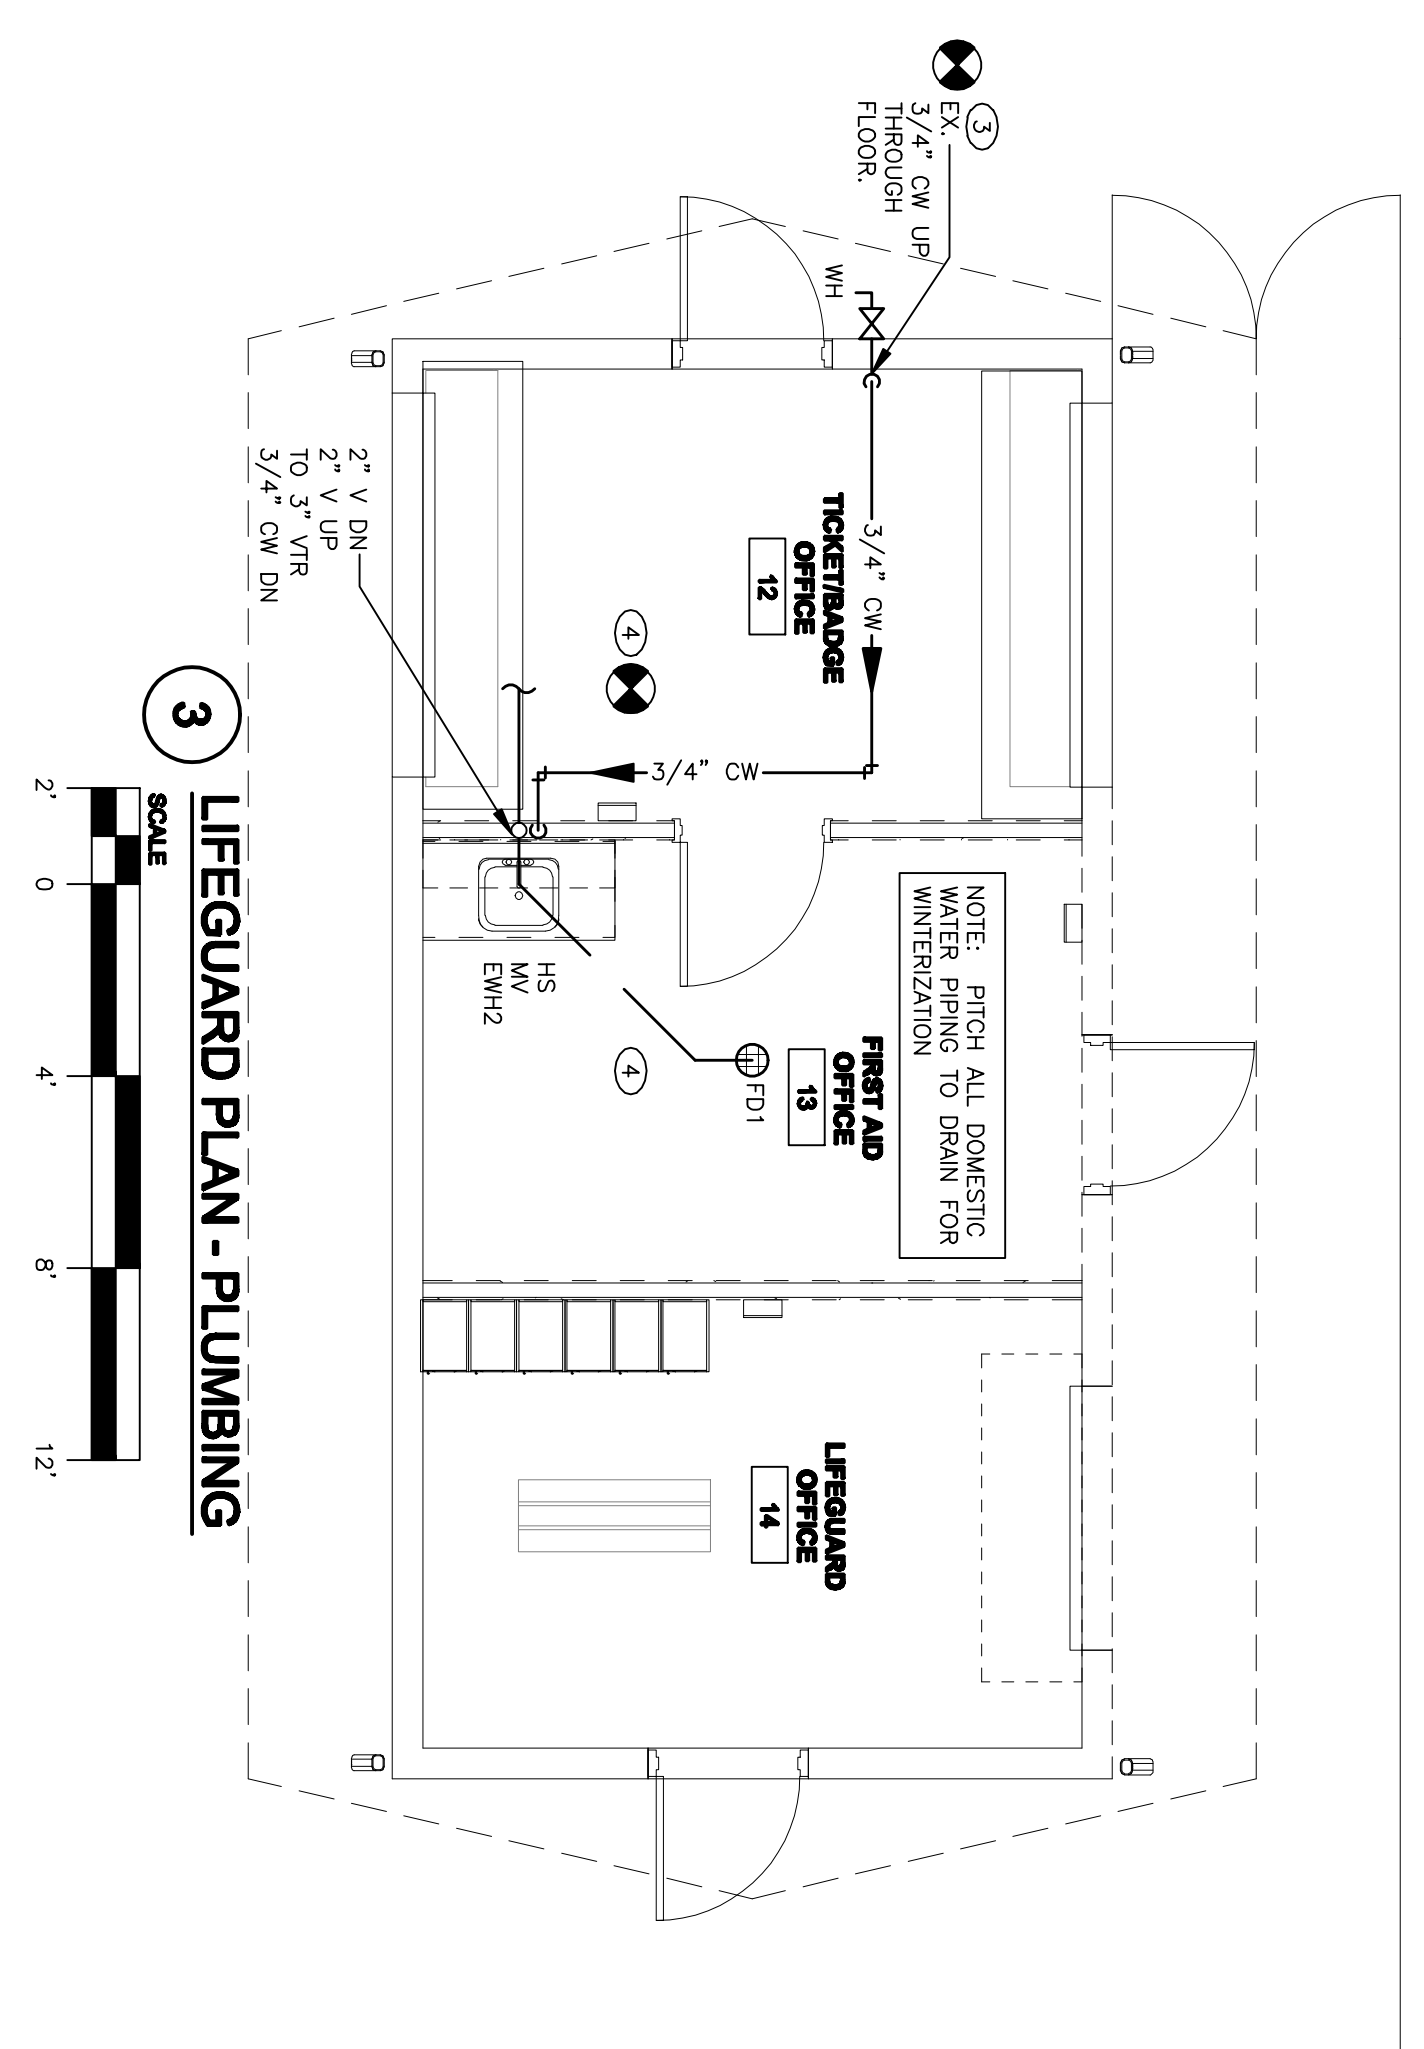 3
EX.
3/4" CW UP
THROUGH
FLOOR.
WH
3/4" CW
TICKET/BADGE
OFFICE
12
4
3/4" CW
2" V DN
2" V UP
TO 3" VTR
3/4" CW DN
NOTE: PITCH ALL DOMESTIC
WATER PIPING TO DRAIN FOR
WINTERIZATION
FIRST AID
OFFICE
13
FD1
4
HS
MV
EWH2
LIFEGUARD
OFFICE
14
3
LIFEGUARD PLAN - PLUMBING
SCALE
2'
0
4'
8'
12'